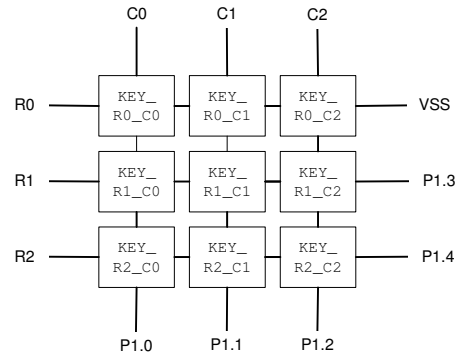 C0 C1 C2
R0 KEY_ KEY_ KEY_ VSS
R0_C0 R0_C1 R0_C2
R1 KEY_ KEY_ KEY_ P1.3
R1_C0 R1_C1 R1_C2
R2 KEY_ KEY_ KEY_ P1.4
R2_C0 R2_C1 R2_C2
P1.0 P1.1 P1.2